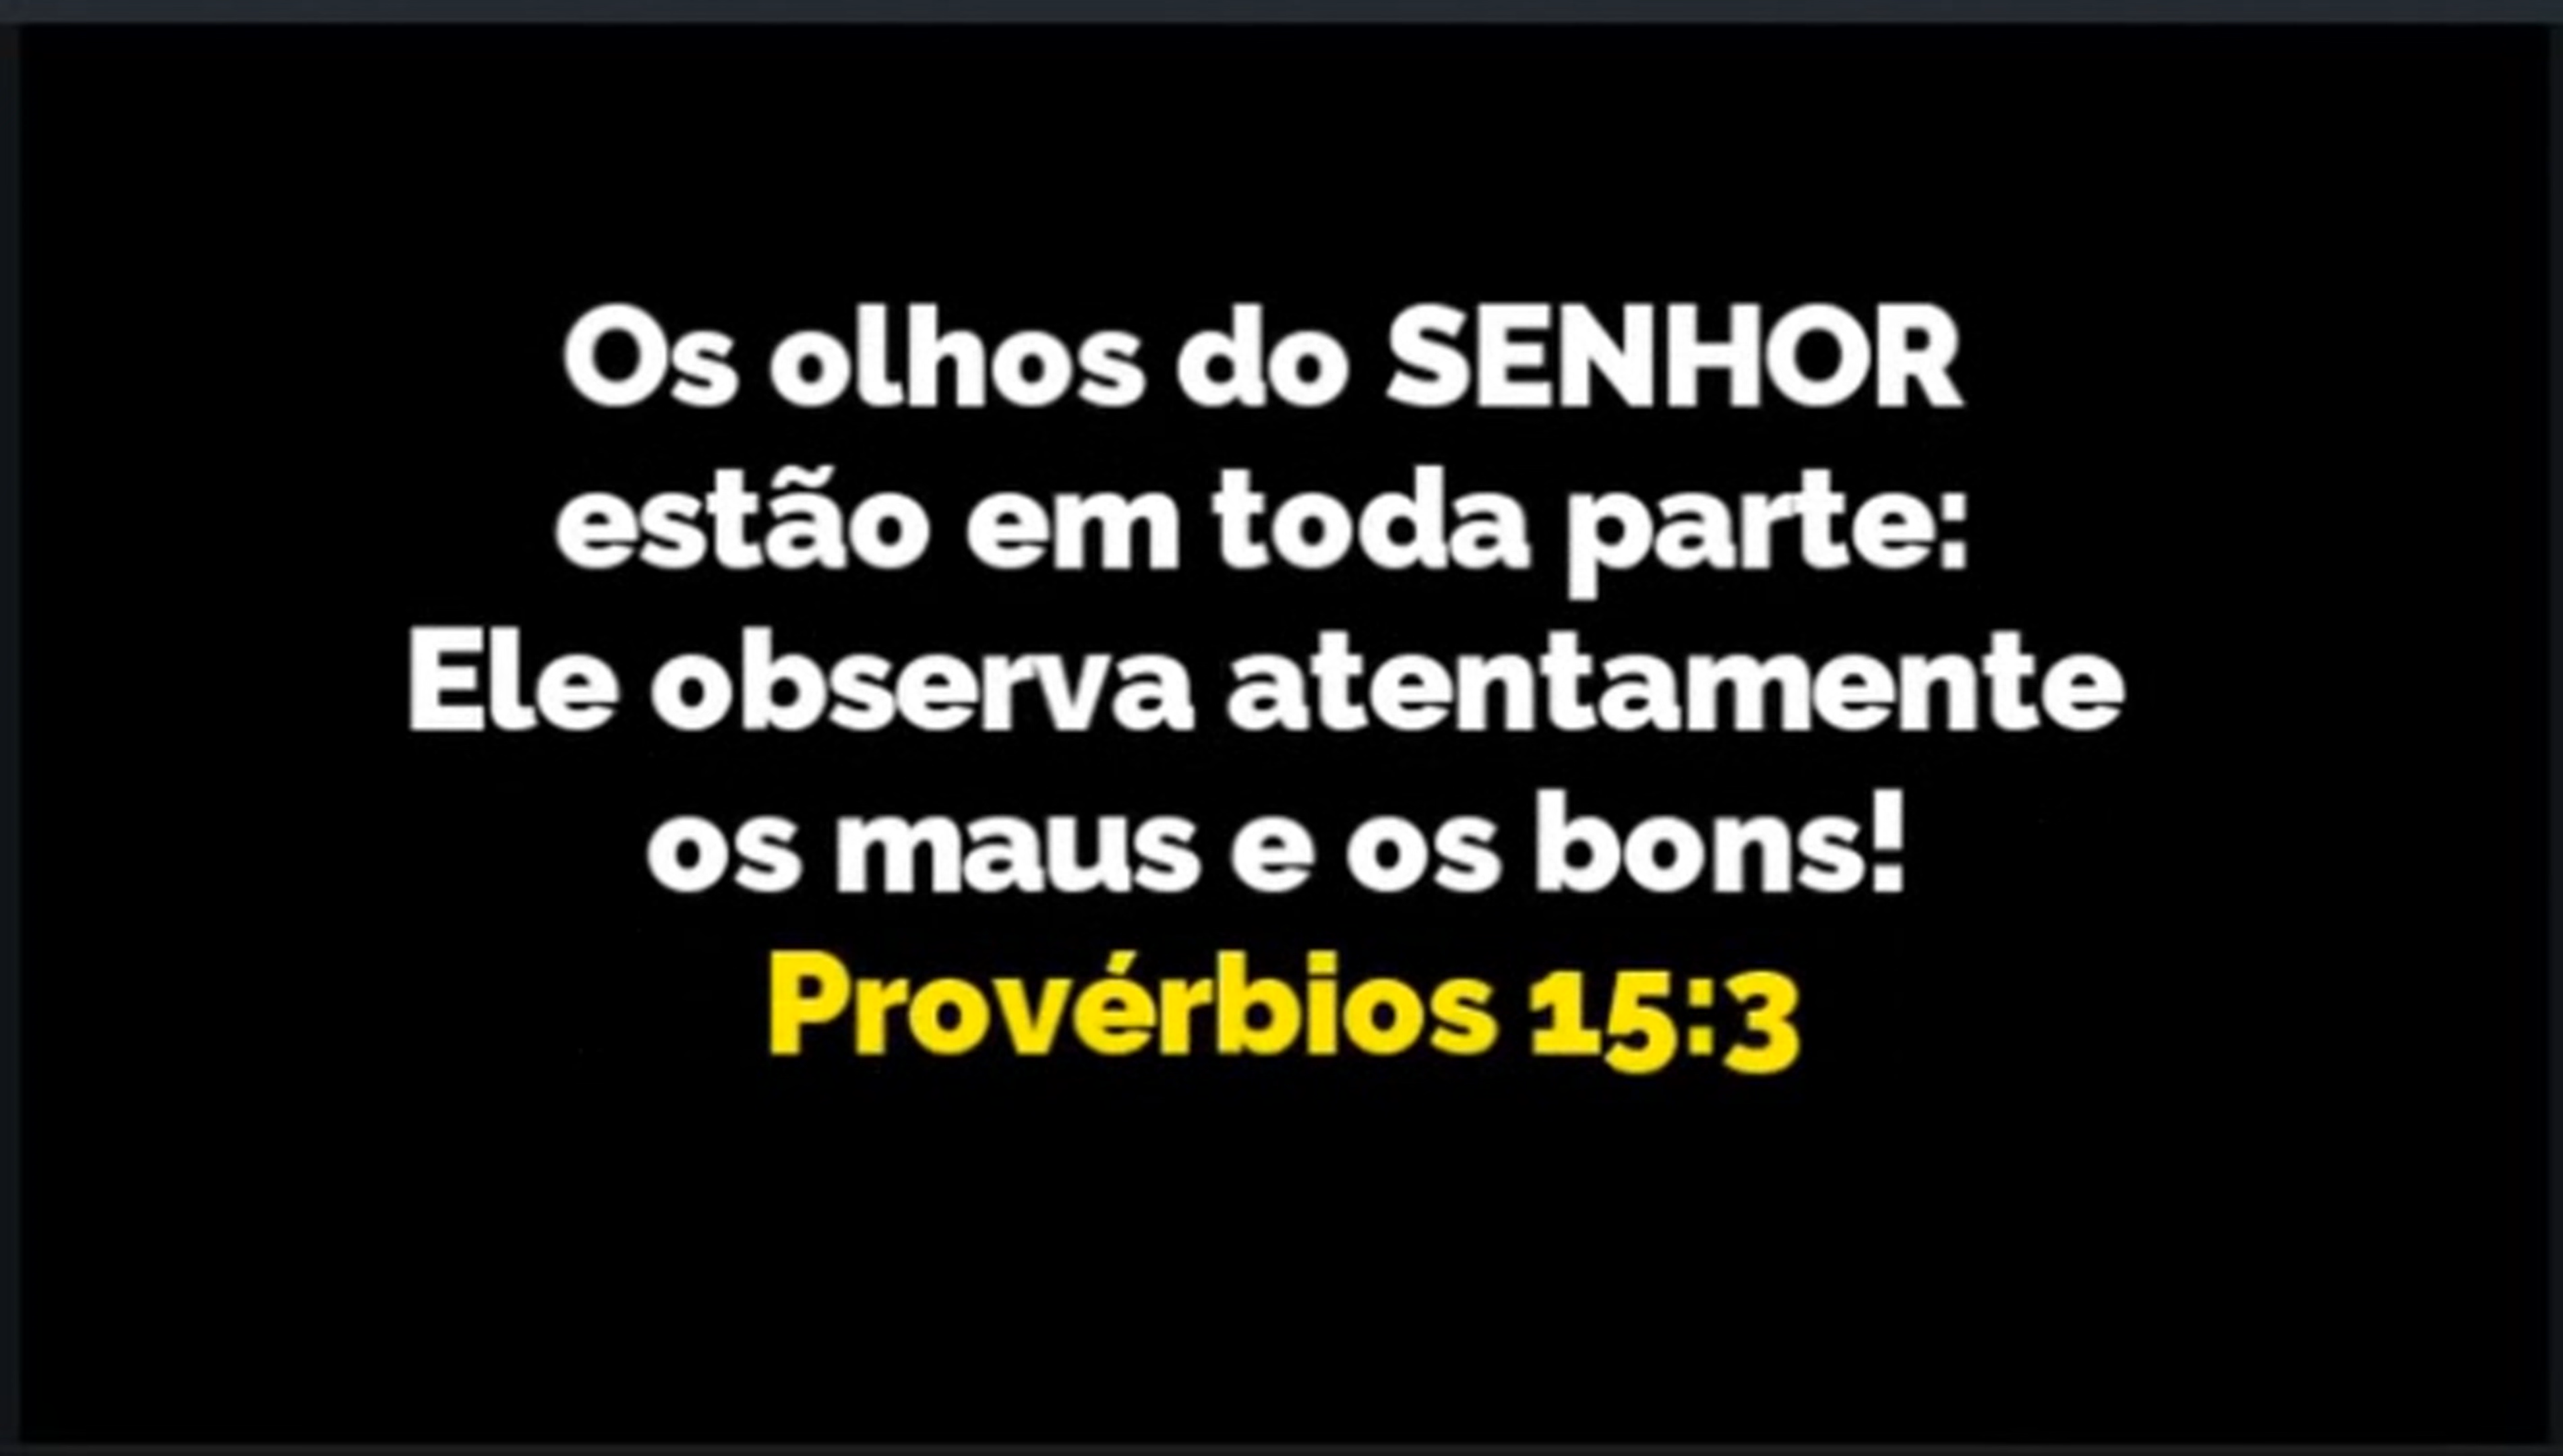 Os olhos do SENHOR
estão em toda parte:
Ele observa atentamente
os maus e os bons!
Provérbios 15:3